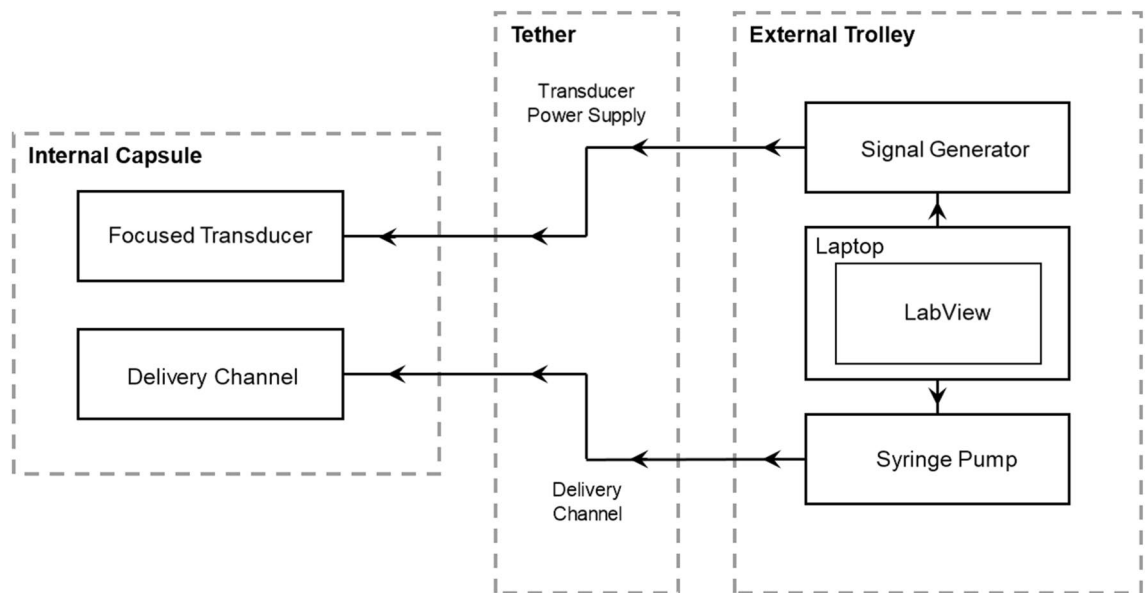 Tether
External Trolley
Transducer
Power Supply
Internal Capsule
Signal Generator
Focused Transducer
Laptop
LabView
Delivery Channel
Syringe Pump
Delivery
Channel